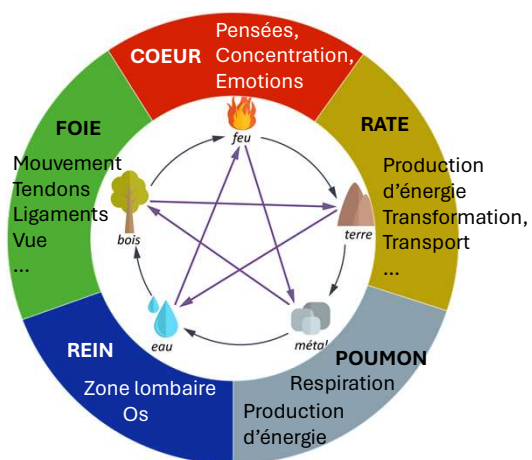 COEUR
Pensées,
Concentration,
Emotions
RATE
Production
d'énergie
Transformation,
Transport
...
POUMON
Respiration
Production
d'énergie
REIN
Zone lombaire
Os
FOIE
Mouvement
Tendons
Ligaments
Vue
...
feu
terre
métal
eau
bois